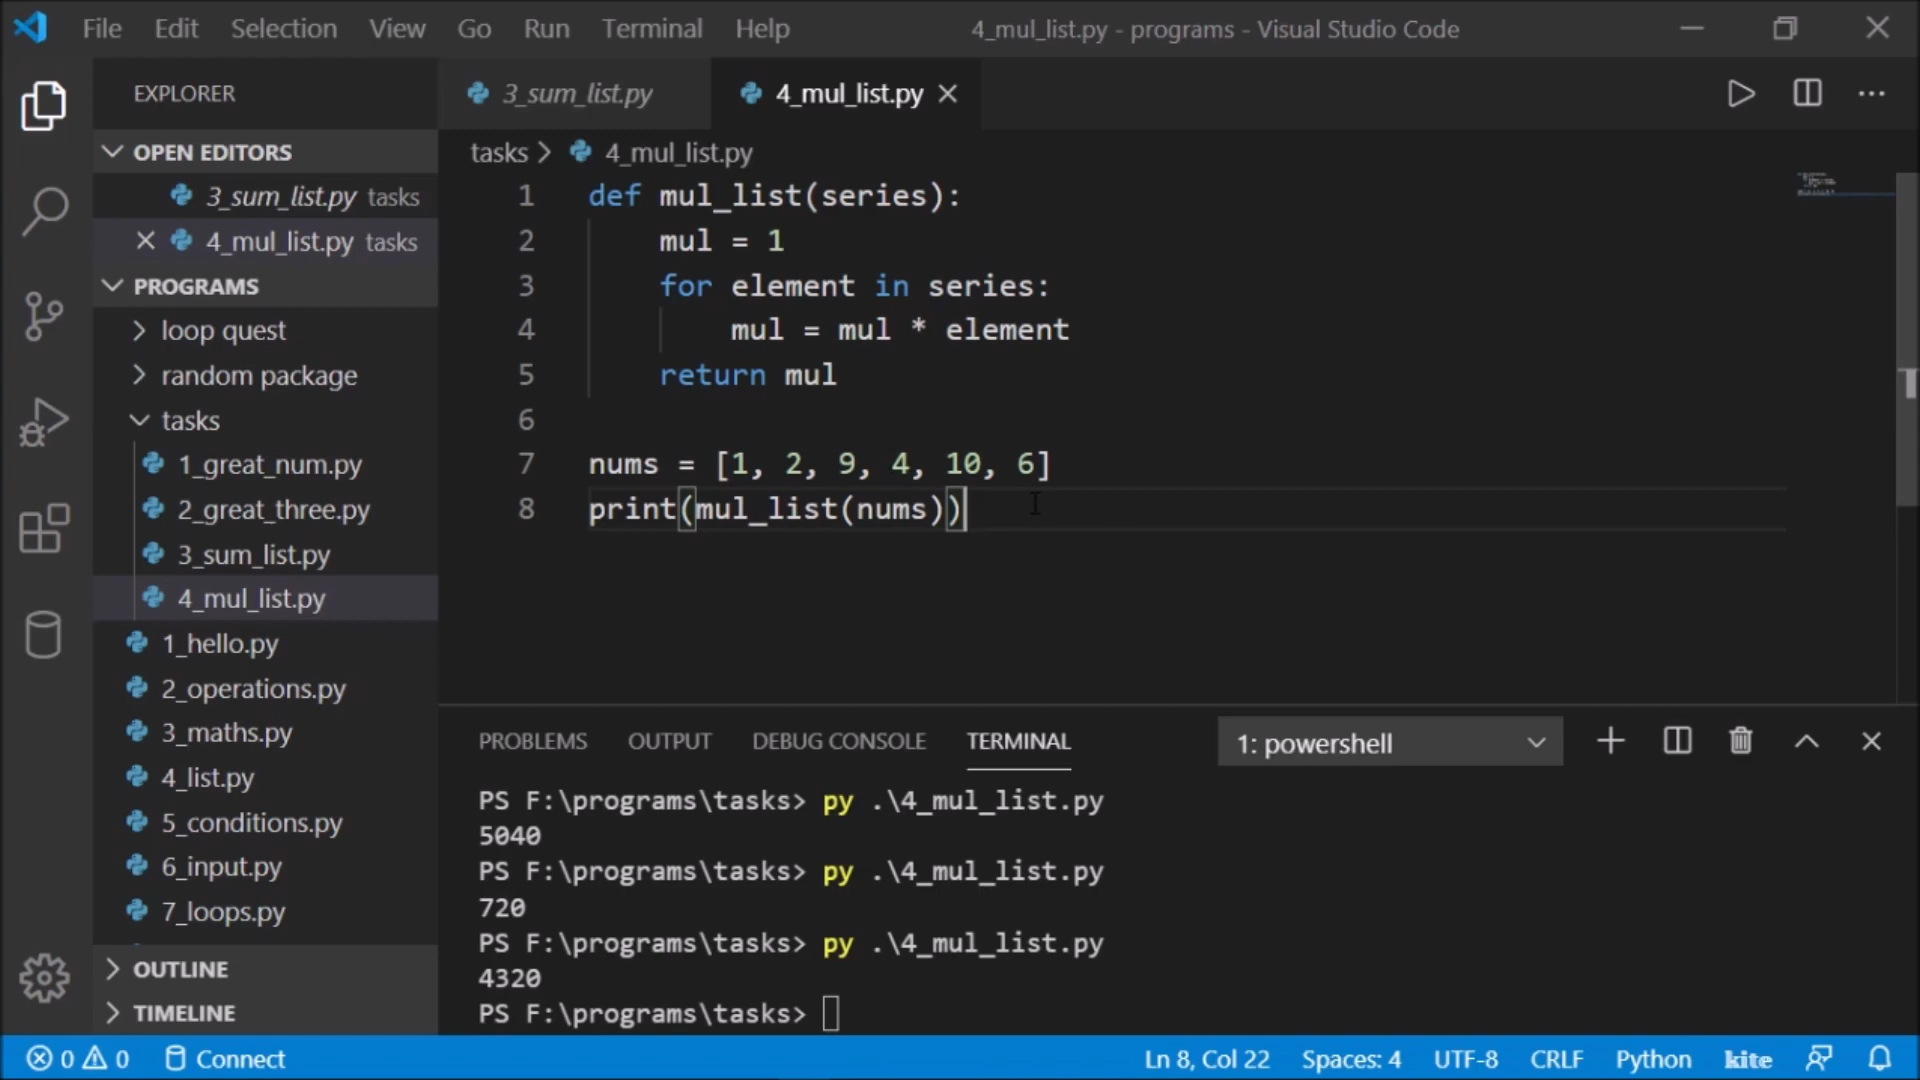 File Edit Selection View Go Run Terminal Help 4_mul_list.py - programs - Visual Studio Code
EXPLORER
OPEN EDITORS
3_sum_list.py tasks
4_mul_list.py tasks
PROGRAMS
loop quest
random package
tasks
1_great_num.py
2_great_three.py
3_sum_list.py
4_mul_list.py
1_hello.py
2_operations.py
3_maths.py
4_list.py
5_conditions.py
6_input.py
7_loops.py
OUTLINE
TIMELINE
3_sum_list.py 4_mul_list.py
tasks > 4_mul_list.py
1 def mul_list(series):
2 mul = 1
3 for element in series:
4 mul = mul * element
5 return mul
6
7 nums = [1, 2, 9, 4, 10, 6]
8 print(mul_list(nums))
PROBLEMS OUTPUT DEBUG CONSOLE TERMINAL 1: powershell
PS F:\programs\tasks> py .\4_mul_list.py
5040
PS F:\programs\tasks> py .\4_mul_list.py
720
PS F:\programs\tasks> py .\4_mul_list.py
4320
PS F:\programs\tasks>
0 0 Connect Ln 8, Col 22 Spaces: 4 UTF-8 CRLF Python kite